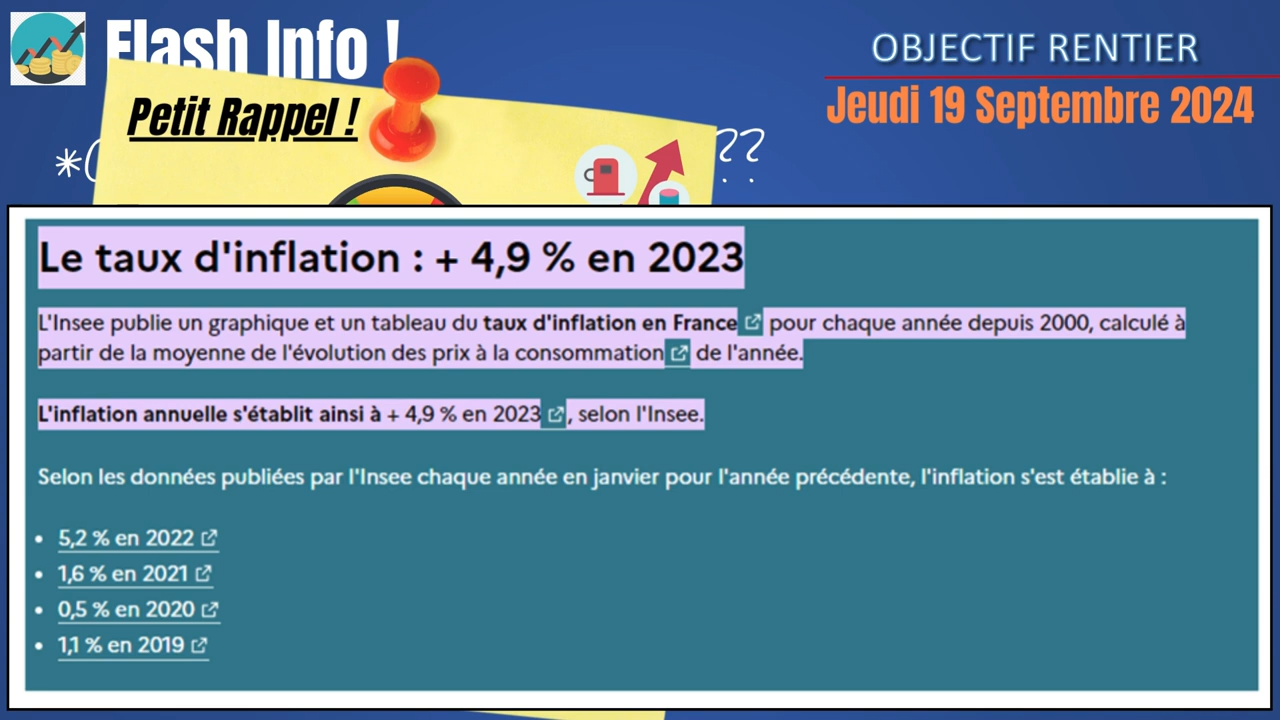 Flash Info !
OBJECTIF RENTIER
Petit Rappel !
Jeudi 19 Septembre 2024
??
Le taux d'inflation : + 4,9 % en 2023
L'Insee publie un graphique et un tableau du taux d'inflation en France pour chaque année depuis 2000, calculé à
partir de la moyenne de l'évolution des prix à la consommation de l'année.
L'inflation annuelle s'établit ainsi à + 4,9 % en 2023 , selon l'Insee.
Selon les données publiées par l'Insee chaque année en janvier pour l'année précédente, l'inflation s'est établie à :
• 5,2 % en 2022
• 1,6 % en 2021
• 0,5 % en 2020
• 1,1 % en 2019